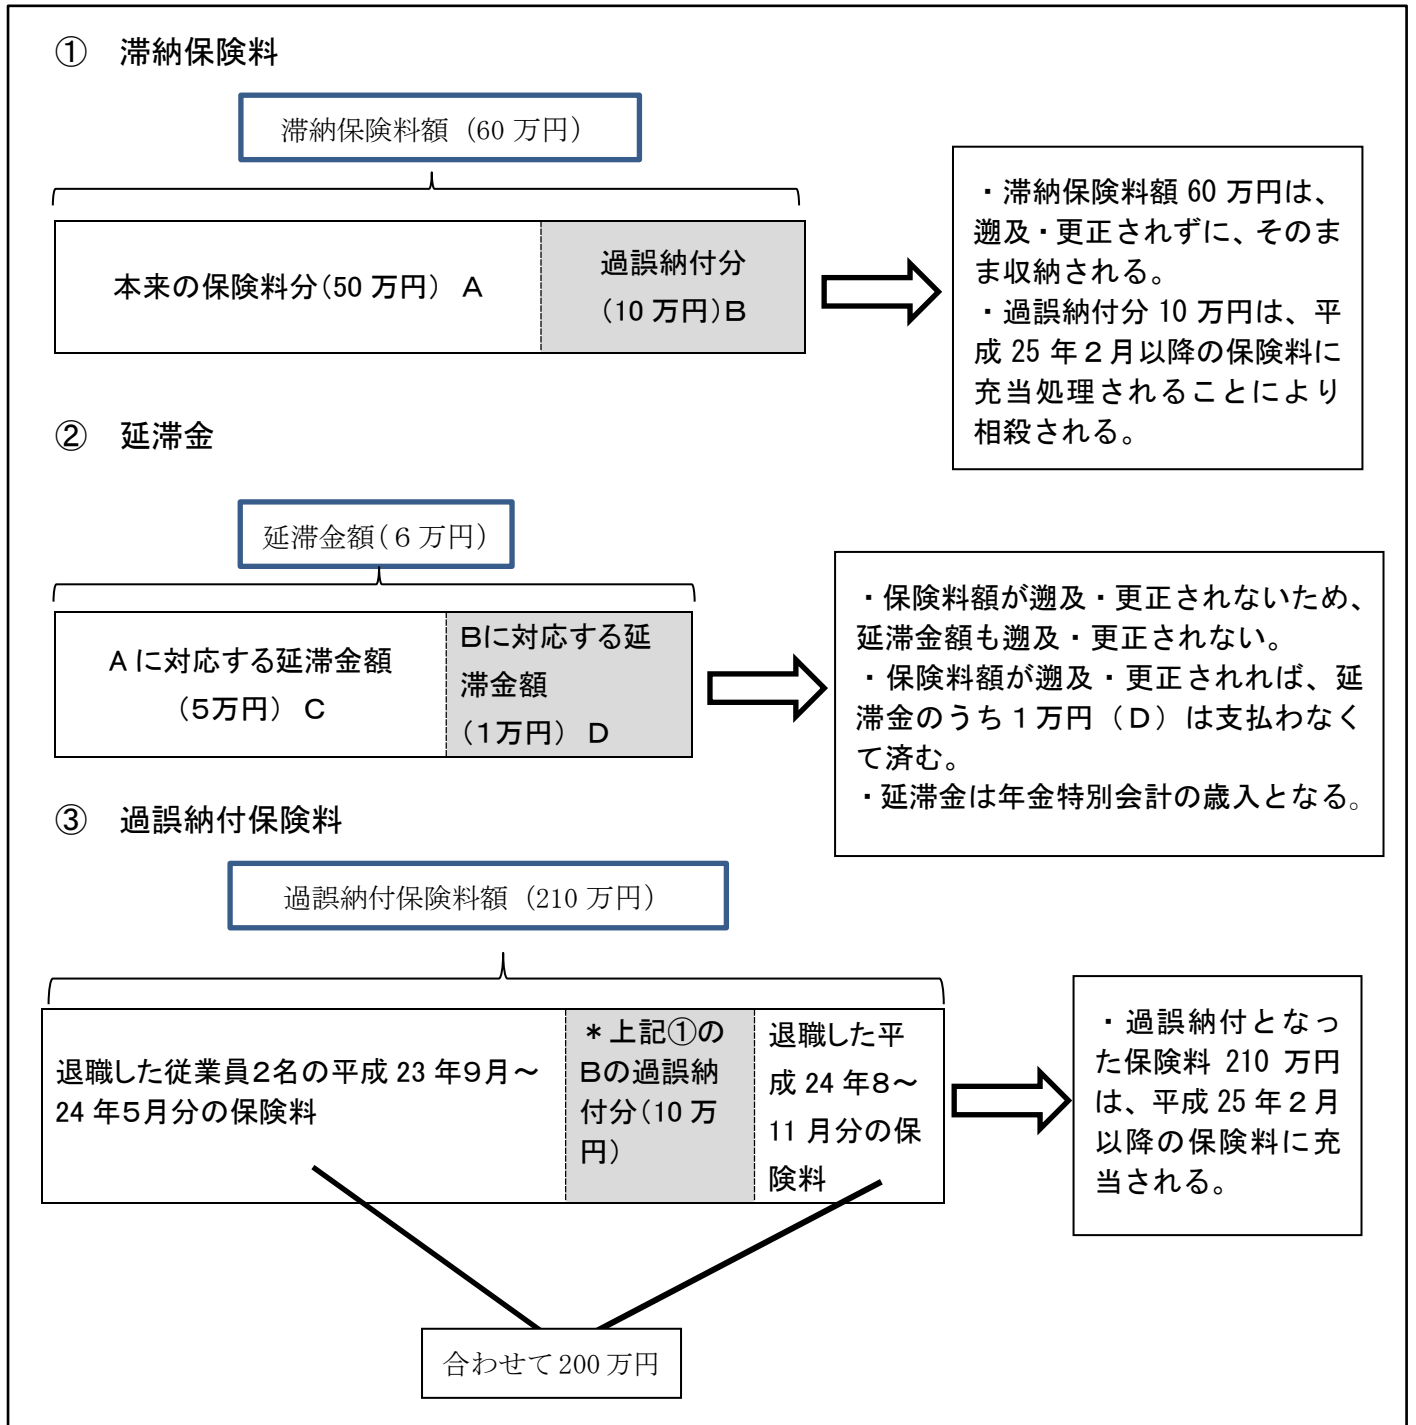 ① 滞納保険料
滞納保険料額（60 万円）
本来の保険料分（50 万円） A
過誤納付分
（10 万円）B
・滞納保険料額 60 万円は、
遡及・更正されずに、そのま
ま収納される。
・過誤納付分 10 万円は、平
成 25 年２月以降の保険料に
充当処理されることにより
相殺される。
② 延滞金
延滞金額（６万円）
A に対応する延滞金額
（５万円） C
Bに対応する延
滞金額
（１万円） D
・保険料額が遡及・更正されないため、
延滞金額も遡及・更正されない。
・保険料額が遡及・更正されれば、延
滞金のうち１万円（D）は支払わなく
て済む。
・延滞金は年金特別会計の歳入となる。
③ 過誤納付保険料
過誤納付保険料額（210 万円）
退職した従業員２名の平成 23 年９月～
24 年５月分の保険料
＊上記①の
Bの過誤納
付分（10 万
円）
退職した平
成 24 年８～
11 月分の保
険料
・過誤納付となっ
た保険料 210 万円
は、平成 25 年２月
以降の保険料に充
当される。
合わせて 200 万円